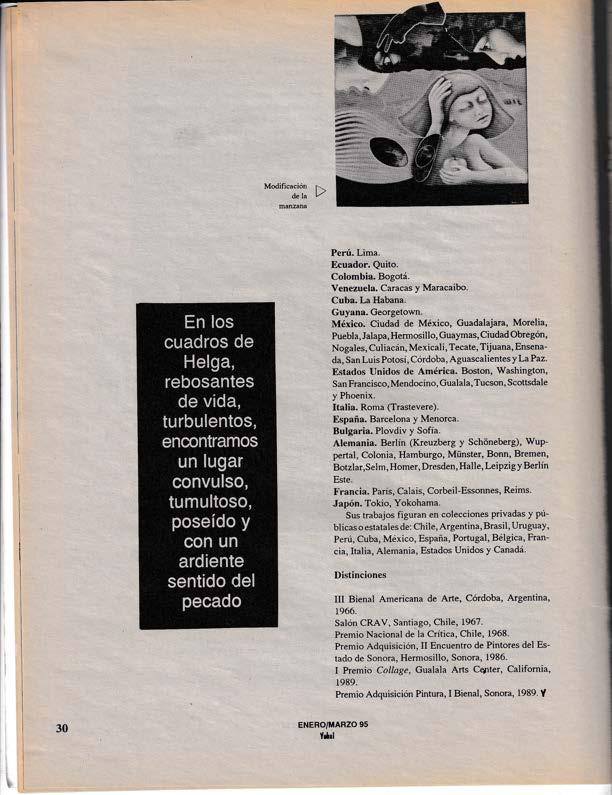 Modificación
de la
manzana
Perú. Lima.
Ecuador. Quito.
Colombia. Bogotá.
Venezuela. Caracas y Maracaibo.
Cuba. La Habana.
Guyana. Georgetown.
México. Ciudad de México, Guadalajara, Morelia,
Puebla, Jalapa, Hermosillo, Guaymas, Ciudad Obregón,
Nogales, Culiacán, Mexicali, Tecate, Tijuana, Ensena-
da, San Luis Potosí, Córdoba, Aguascalientes y La Paz.
Estados Unidos de América. Boston, Washington,
San Francisco, Mendocino, Gualala, Tucson, Scottsdale
y Phoenix.
Italia. Roma (Trastevere).
España. Barcelona y Menorca.
Bulgaria. Plovdiv y Sofía.
Alemania. Berlín (Kreuzberg y Schöneberg), Wup-
pertal, Colonia, Hamburgo, Münster, Bonn, Bremen,
Botzlar, Selm, Homer, Dresden, Halle, Leipzig y Berlín
Este.
Francia. París, Calais, Corbeil-Essonnes, Reims.
Japón. Tokio, Yokohama.
Sus trabajos figuran en colecciones privadas y pú-
blicas o estatales de: Chile, Argentina, Brasil, Uruguay,
Perú, Cuba, México, España, Portugal, Bélgica, Fran-
cia, Italia, Alemania, Estados Unidos y Canadá.
Distinciones
III Bienal Americana de Arte, Córdoba, Argentina,
1966.
Salón CRAV, Santiago, Chile, 1967.
Premio Nacional de la Crítica, Chile, 1968.
Premio Adquisición, II Encuentro de Pintores del Es-
tado de Sonora, Hermosillo, Sonora, 1986.
I Premio Collage, Gualala Arts Center, California,
1989.
Premio Adquisición Pintura, I Bienal, Sonora, 1989. Y
En los
cuadros de
Helga,
rebosantes
de vida,
turbulentos,
encontramos
un lugar
convulso,
tumultoso,
poseído y
con un
ardiente
sentido del
pecado
30
ENERO/MARZO 95